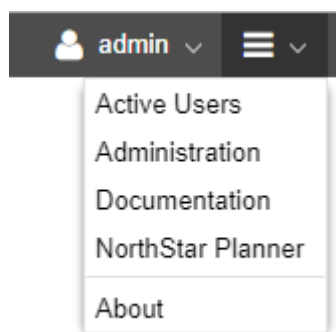 admin
Active Users
Administration
Documentation
NorthStar Planner
About